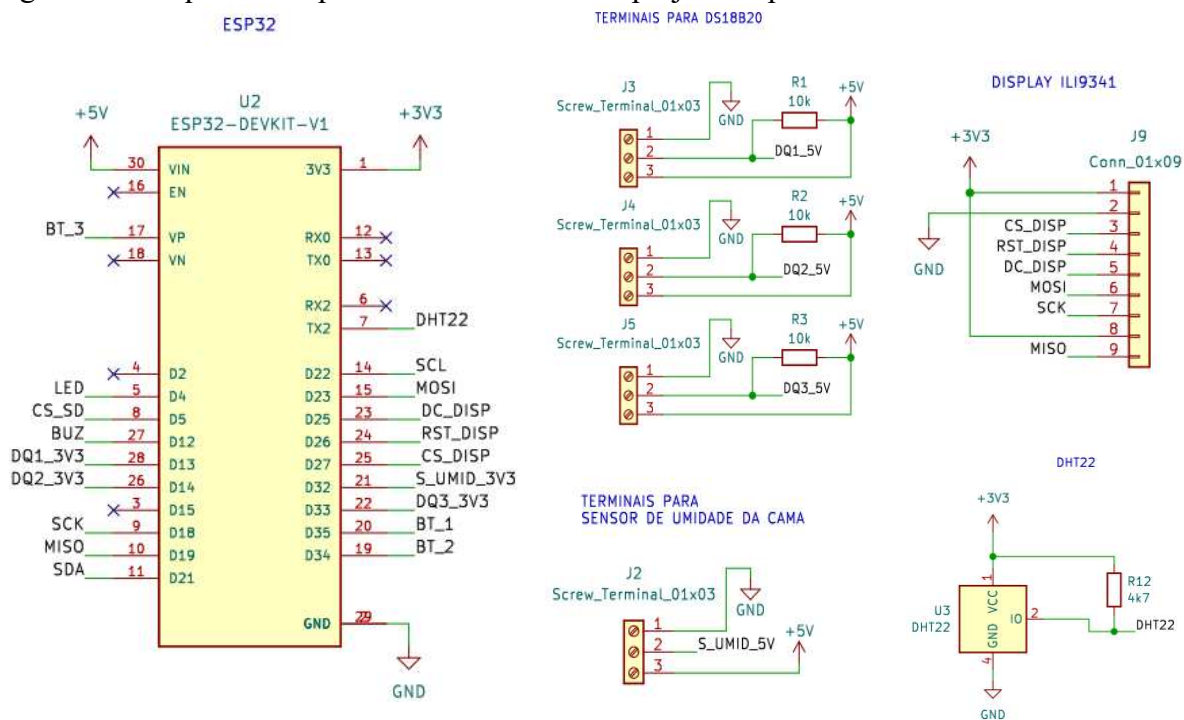 ESP32
U2
ESP32-DEVKIT-V1
+5V
+3V3
30 VIN
16 EN
BT_3 17 VP
18 VN
4 D2
LED 5 D4
CS_SD 8 D5
BUZ 27 D12
DQ1_3V3 28 D13
DQ2_3V3 26 D14
3 D15
SCK 9 D18
MISO 10 D19
SDA 11 D21
3V3 1
RX0 12
TX0 13
RX2 6
TX2 7 DHT22
D22 14 SCL
D23 15 MOSI
D25 23 DC_DISP
D26 24 RST_DISP
D27 25 CS_DISP
D32 21 S_UMID_3V3
D33 22 DQ3_3V3
D35 20 BT_1
D34 19 BT_2
GND
GND
TERMINAIS PARA DS18B20
J3
Screw_Terminal_01x03
1
2
3
GND
R1
10k
+5V
DQ1_5V
J4
Screw_Terminal_01x03
1
2
3
GND
R2
10k
+5V
DQ2_5V
J5
Screw_Terminal_01x03
1
2
3
GND
R3
10k
+5V
DQ3_5V
TERMINAIS PARA
SENSOR DE UMIDADE DA CAMA
J2
Screw_Terminal_01x03
1
2
3
GND
S_UMID_5V
+5V
DISPLAY ILI9341
+3V3
J9
Conn_01x09
GND
1
2
CS_DISP 3
RST_DISP 4
DC_DISP 5
MOSI 6
SCK 7
8
MISO 9
DHT22
+3V3
1
VCC
U3
DHT22
GND
IO 2
4
R12
4k7
DHT22
GND